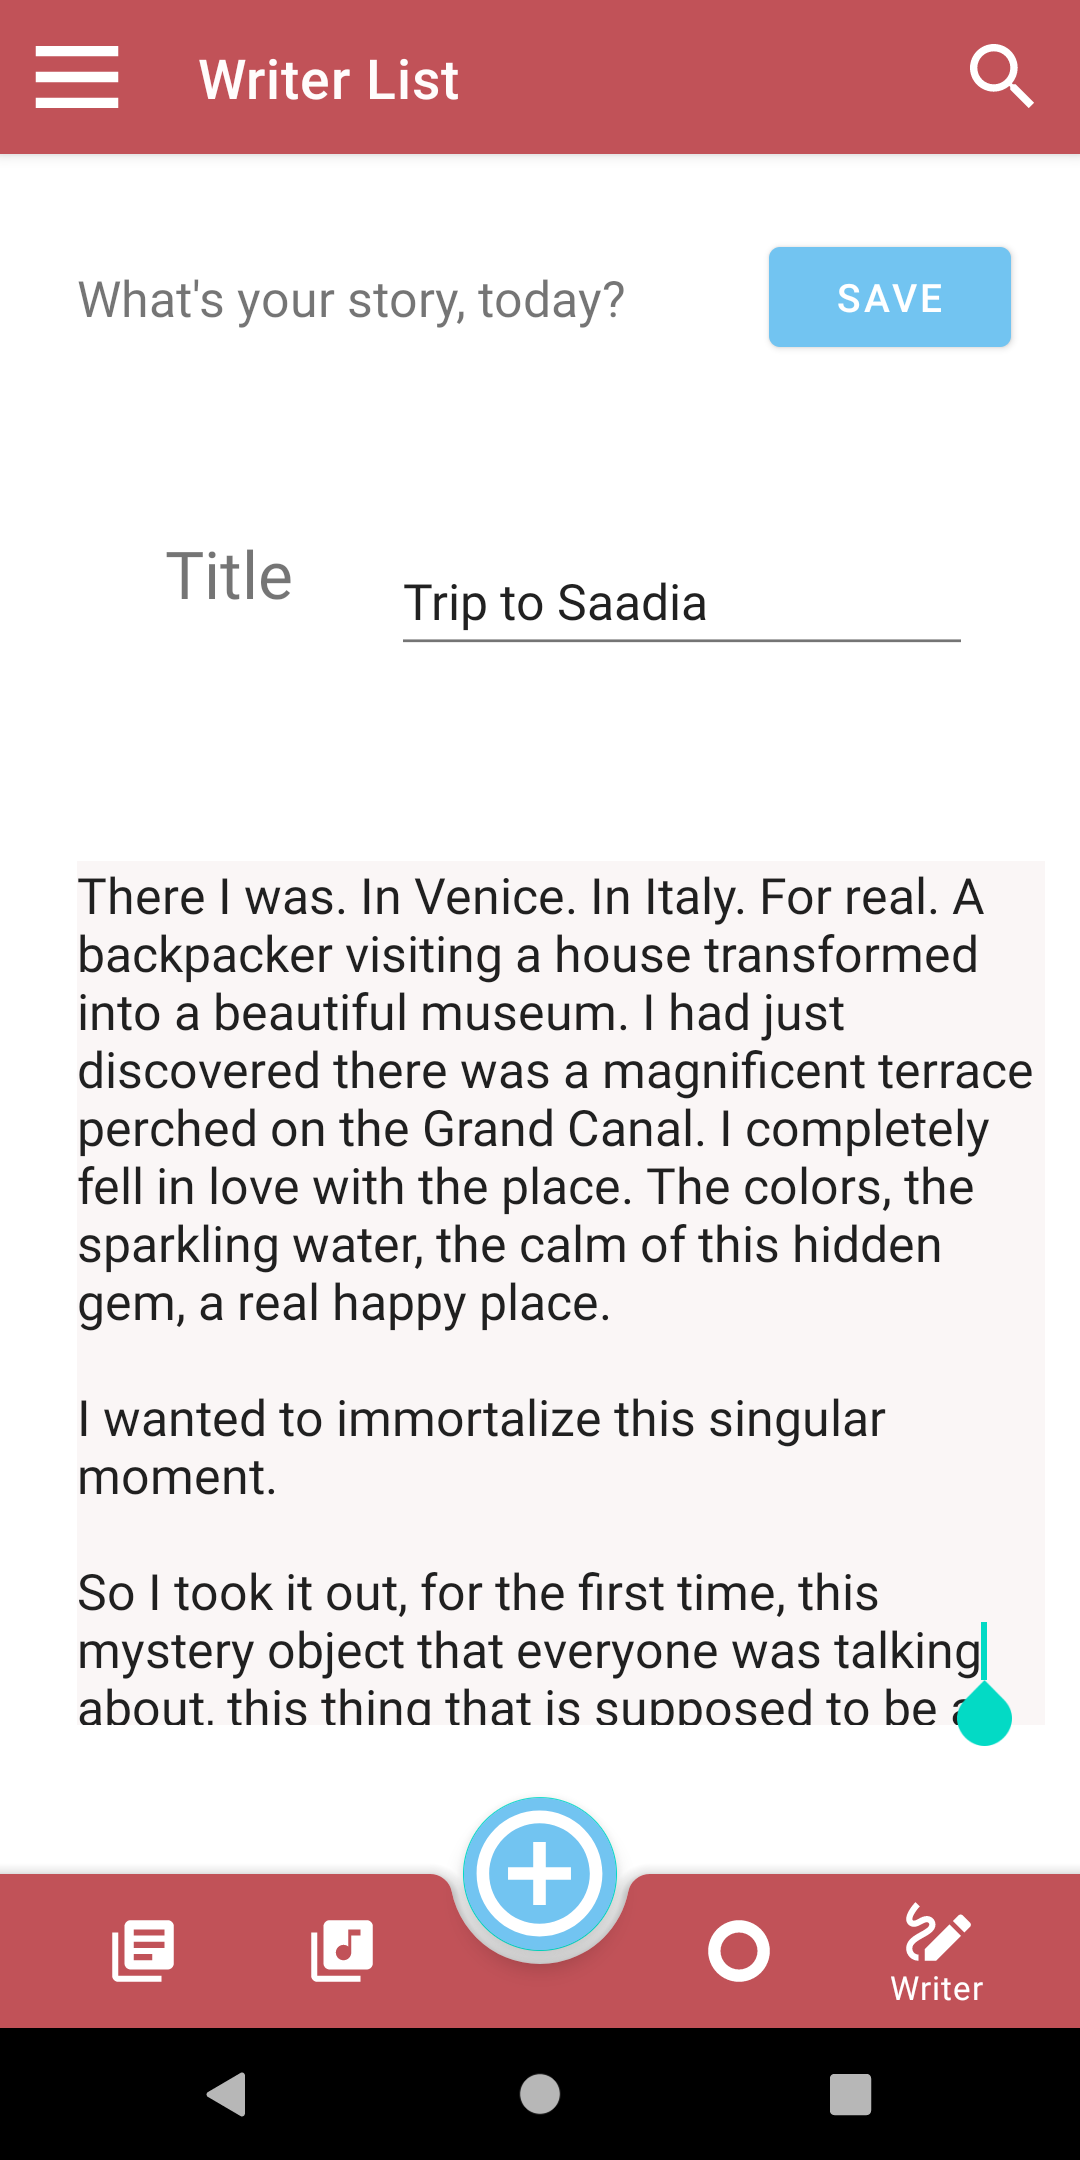 Writer List
What's your story, today?
SAVE
Title
Trip to Saadia
There I was. In Venice. In Italy. For real. A
backpacker visiting a house transformed
into a beautiful museum. I had just
discovered there was a magnificent terrace
perched on the Grand Canal. I completely
fell in love with the place. The colors, the
sparkling water, the calm of this hidden
gem, a real happy place.
I wanted to immortalize this singular
moment.
So I took it out, for the first time, this
mystery object that everyone was talking
about, this thing that is supposed to be
Writer